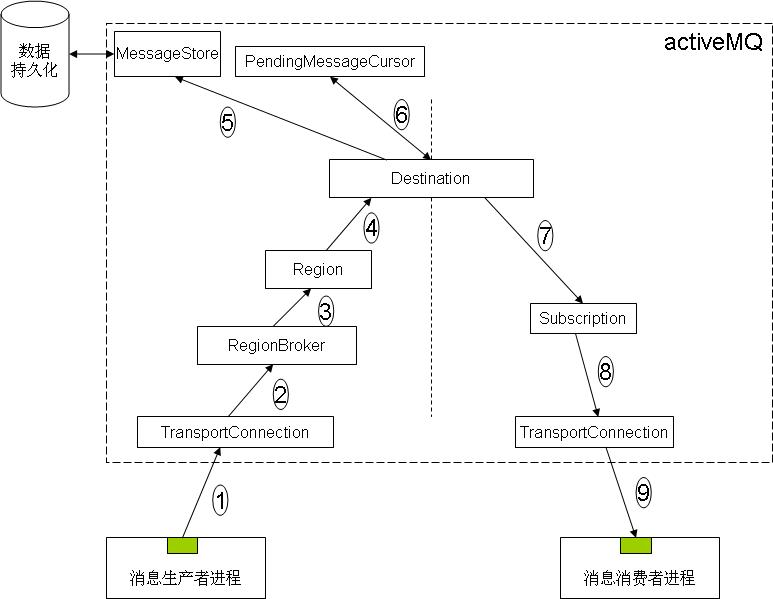 activeMQ
数据
持久化
MessageStore
PendingMessageCursor
⑤
⑥
Destination
④
⑦
Region
③
Subscription
RegionBroker
②
⑧
TransportConnection
TransportConnection
①
⑨
消息生产者进程
消息消费者进程